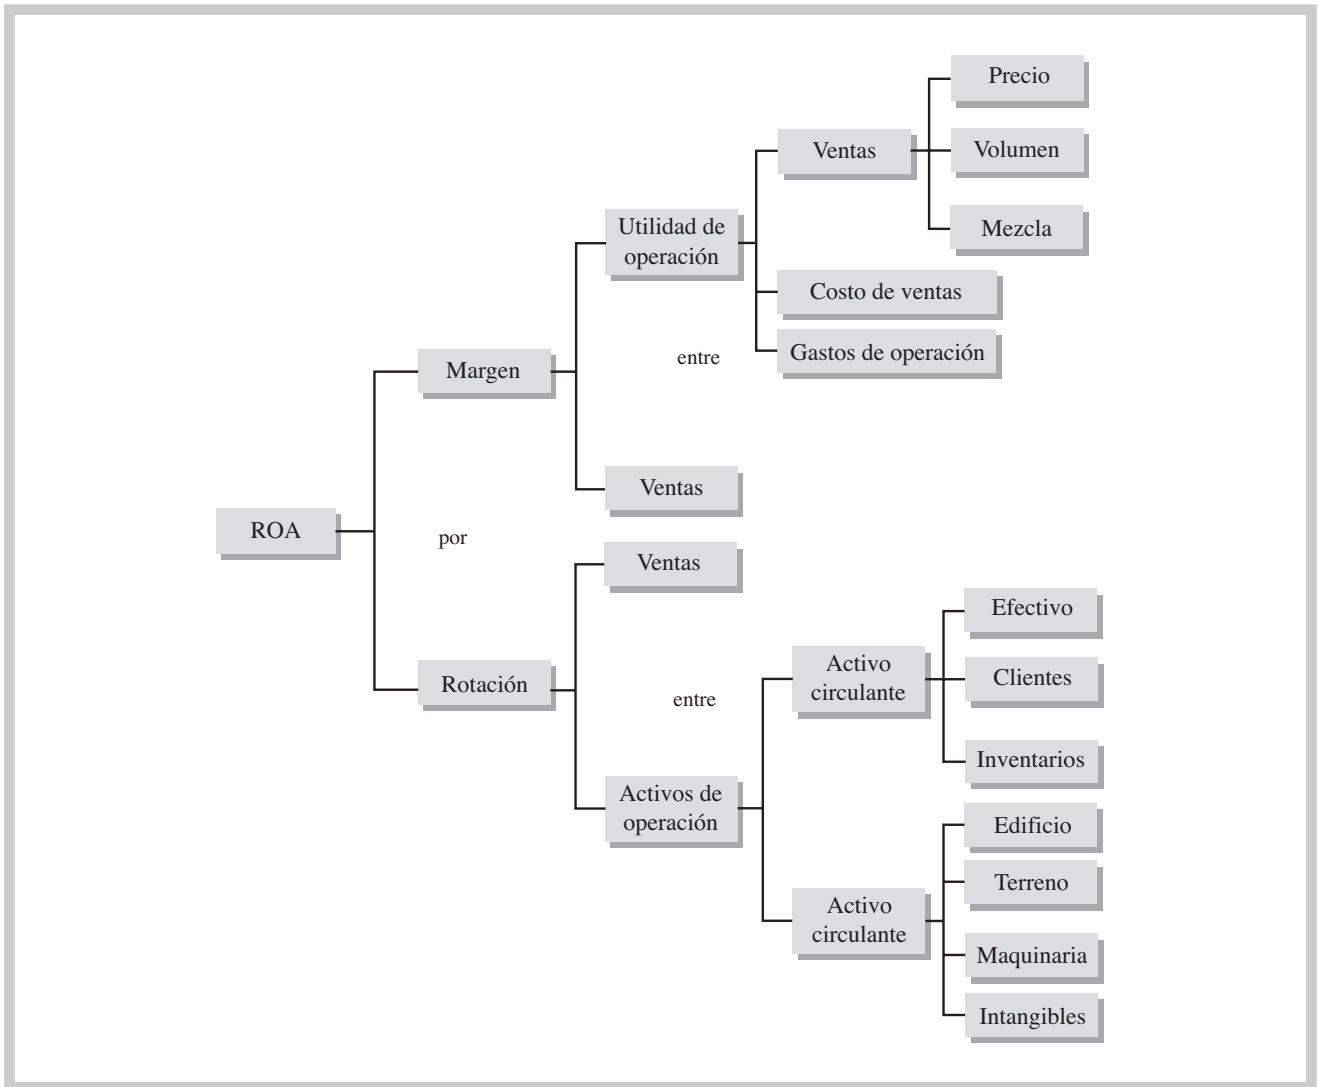 Precio
Ventas
Volumen
Utilidad de
operación
Mezcla
Costo de ventas
entre
Gastos de operación
Margen
Ventas
ROA
por
Ventas
Efectivo
Activo
circulante
Clientes
Rotación
entre
Inventarios
Activos de
operación
Edificio
Terreno
Activo
circulante
Maquinaria
Intangibles